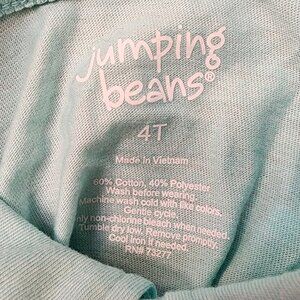 jumping
beans®
4T
Made in Vietnam
60% Cotton, 40% Polyester
Wash before wearing.
Machine wash cold with like colors.
Gentle cycle.
only non-chlorine bleach when needed.
Tumble dry low. Remove promptly.
Cool iron if needed.
RN# 73277